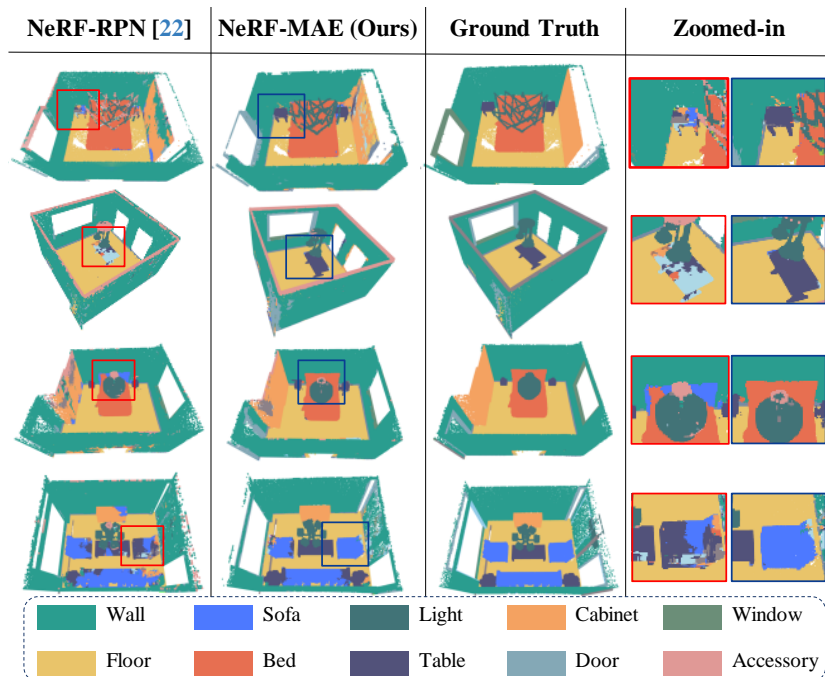 NeRF-RPN [22] NeRF-MAE (Ours) Ground Truth Zoomed-in
Wall Sofa Light Cabinet Window
Floor Bed Table Door Accessory